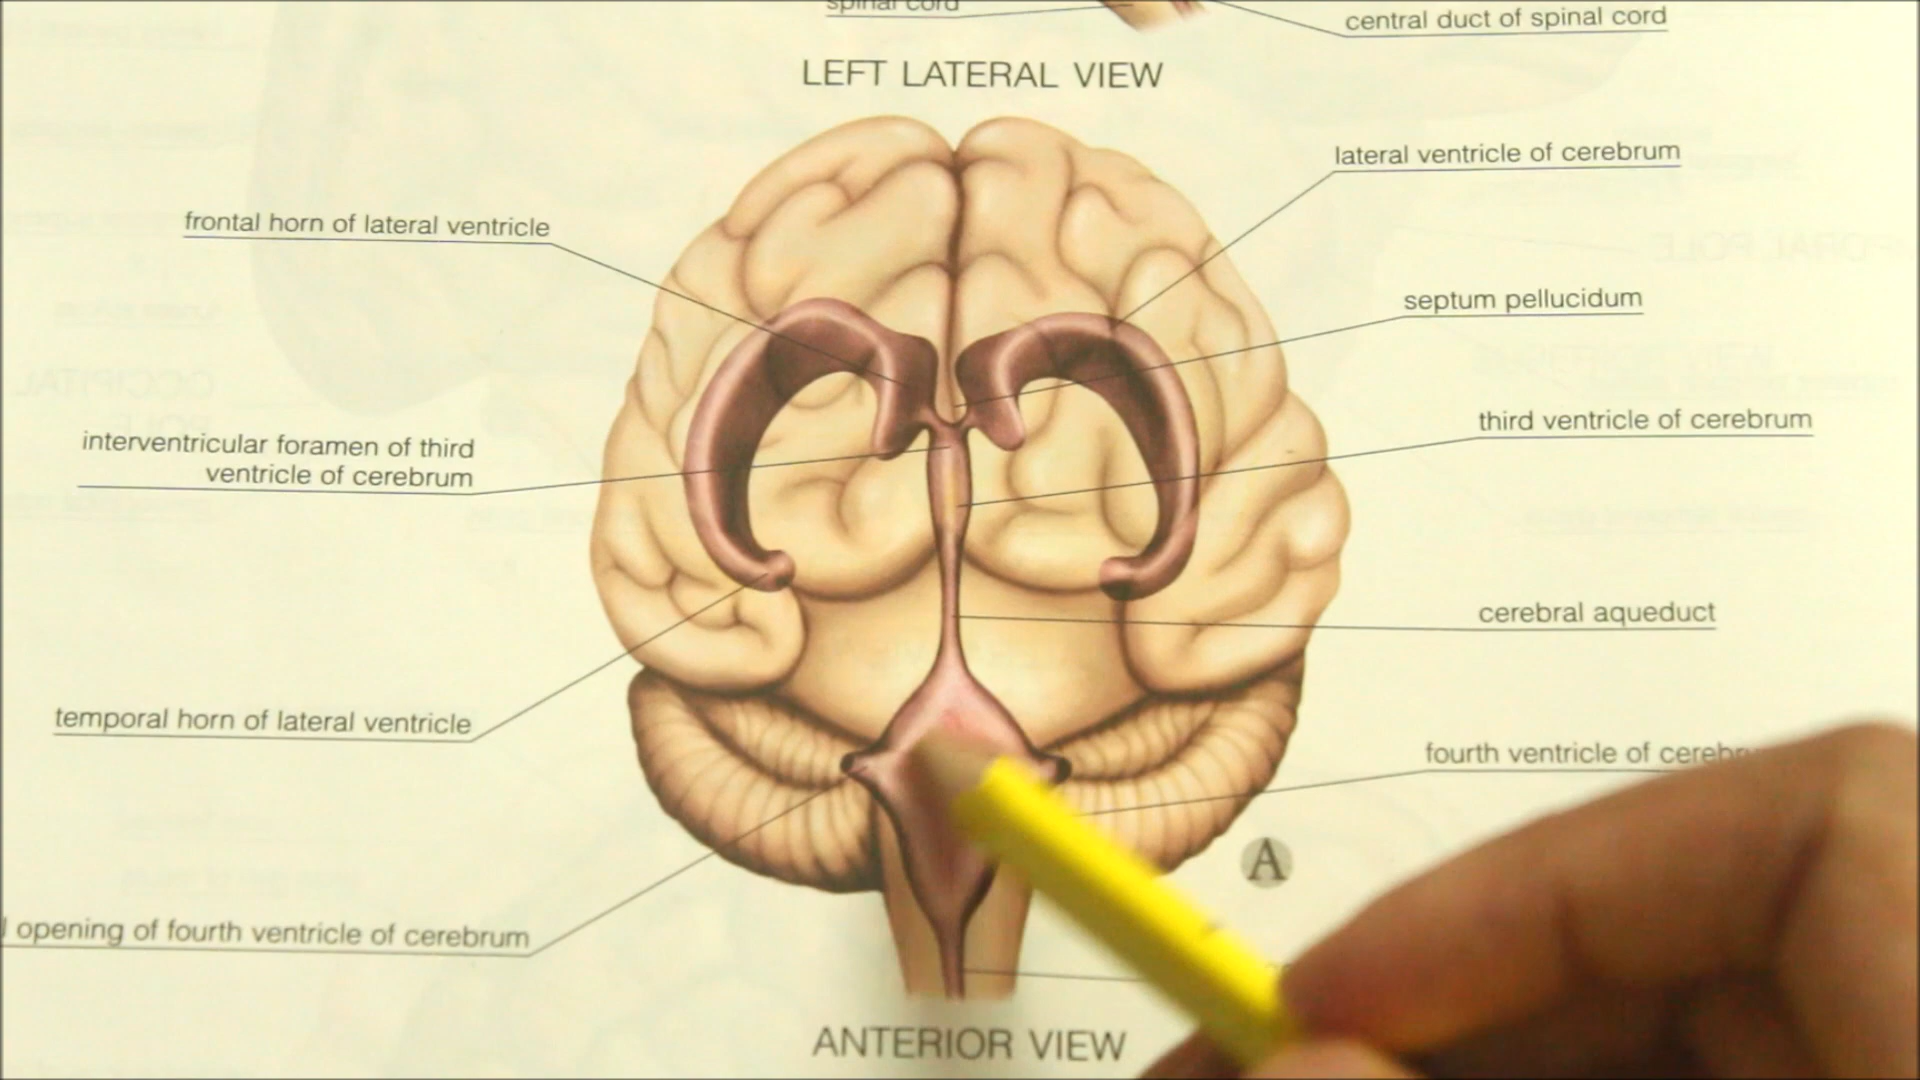 spinal cord
central duct of spinal cord
LEFT LATERAL VIEW
lateral ventricle of cerebrum
frontal horn of lateral ventricle
septum pellucidum
third ventricle of cerebrum
interventricular foramen of third
ventricle of cerebrum
cerebral aqueduct
temporal horn of lateral ventricle
fourth ventricle of
A
opening of fourth ventricle of cerebrum
ANTERIOR VIEW